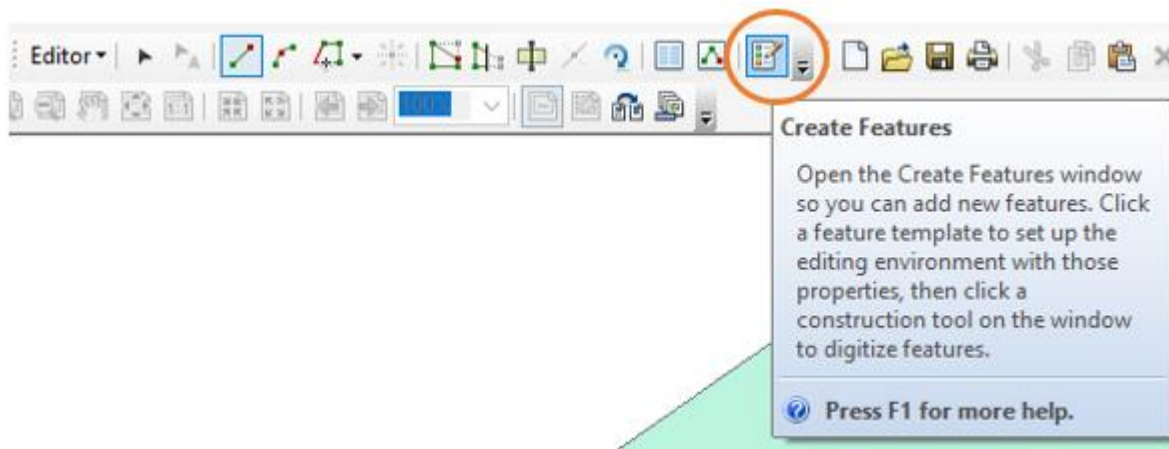 Editor
100%
Create Features
Open the Create Features window
so you can add new features. Click
a feature template to set up the
editing environment with those
properties, then click a
construction tool on the window
to digitize features.
Press F1 for more help.